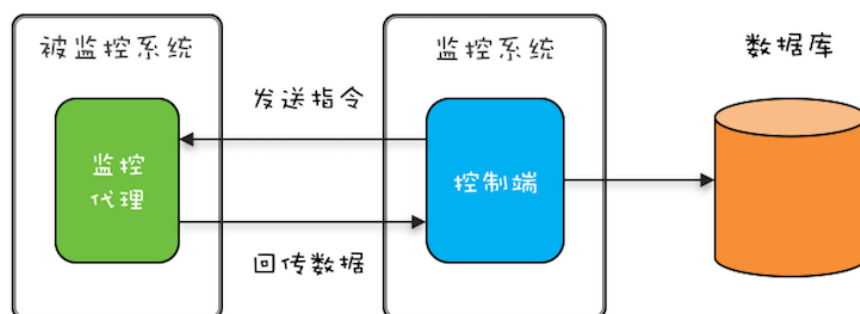 被监控系统
监控系统
数据库
发送指令
监控
代理
控制端
回传数据